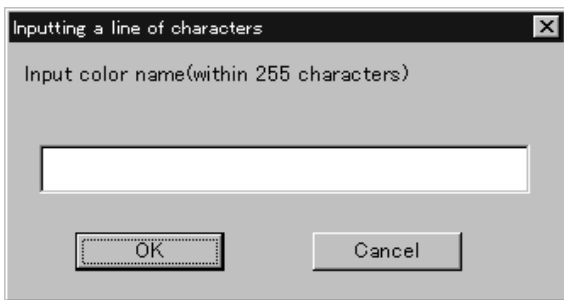 Inputting a line of characters
Input color name(within 255 characters)
OK
Cancel